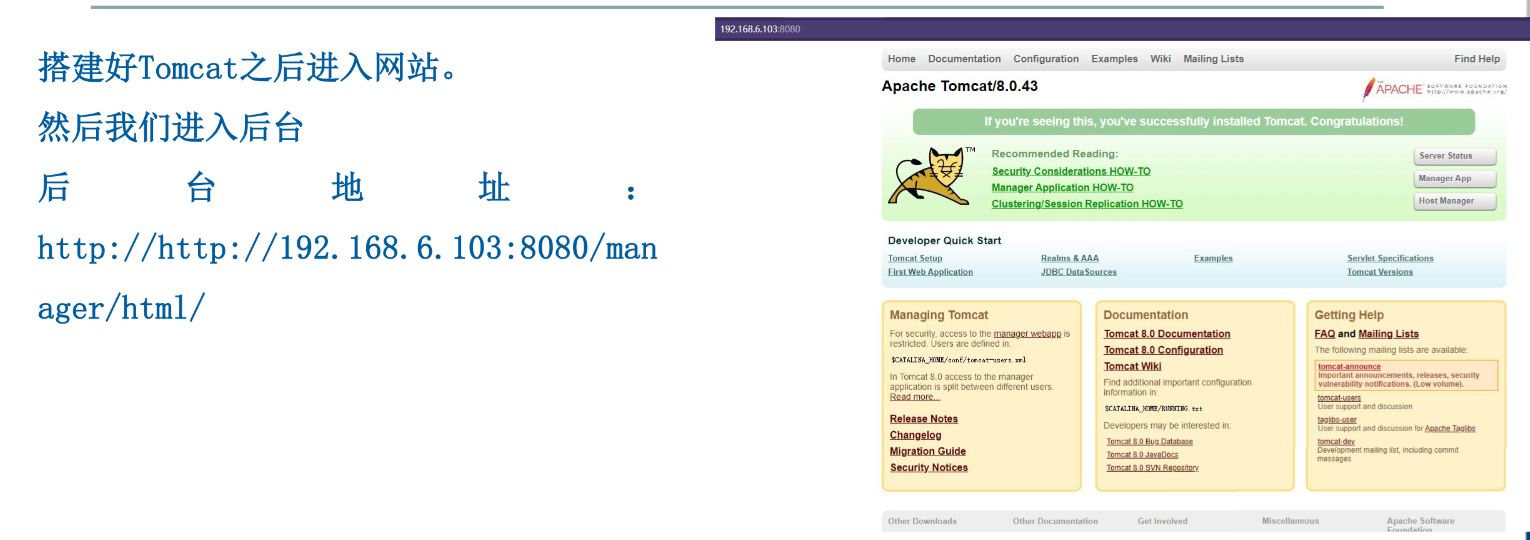 搭建好Tomcat之后进入网站。
然后我们进入后台
后台地址：
http://http://192.168.6.103:8080/man
ager/html/
192.168.6.103:8080
Home Documentation Configuration Examples Wiki Mailing Lists Find Help
Apache Tomcat/8.0.43
THE APACHE SOFTWARE FOUNDATION
http://www.apache.org/
If you're seeing this, you've successfully installed Tomcat. Congratulations!
TM
Recommended Reading:
Security Considerations HOW-TO
Manager Application HOW-TO
Clustering/Session Replication HOW-TO
Server Status
Manager App
Host Manager
Developer Quick Start
Tomcat Setup
First Web Application
Realms & AAA
JDBC DataSources
Examples
Servlet Specifications
Tomcat Versions
Managing Tomcat
For security, access to the manager webapp is
restricted. Users are defined in:
$CATALINA_HOME/conf/tomcat-users.xml
In Tomcat 8.0 access to the manager
application is split between different users.
Read more...
Release Notes
Changelog
Migration Guide
Security Notices
Documentation
Tomcat 8.0 Documentation
Tomcat 8.0 Configuration
Tomcat Wiki
Find additional important configuration
information in:
$CATALINA_HOME/RUNNING.txt
Developers may be interested in:
Tomcat 8.0 Bug Database
Tomcat 8.0 JavaDocs
Tomcat 8.0 SVN Repository
Getting Help
FAQ and Mailing Lists
The following mailing lists are available:
tomcat-announce
Important announcements, releases, security
vulnerability notifications. (Low volume).
tomcat-users
User support and discussion
taglibs-user
User support and discussion for Apache Taglibs
tomcat-dev
Development mailing list, including commit
messages
Other Downloads
Other Documentation
Get Involved
Miscellaneous
Apache Software
Foundation